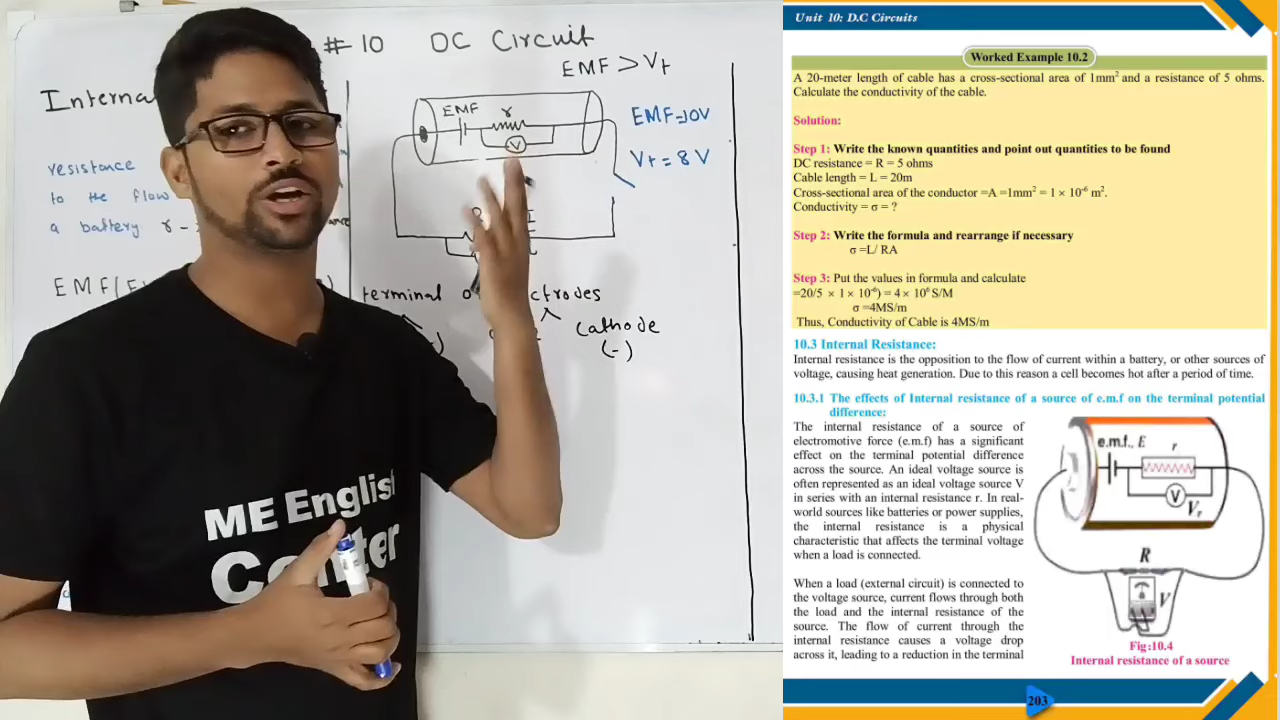 # 10 DC Circuit
EMF > Vt
Interna
EMF r
EMF=10V
V
Vt = 8 V
resistance
to the flow
a battery r -
EMF(E
terminal o
ctrodes
Cathode
(-)
ME English
Center
Unit 10: D.C Circuits
Worked Example 10.2
A 20-meter length of cable has a cross-sectional area of 1mm² and a resistance of 5 ohms.
Calculate the conductivity of the cable.
Solution:
Step 1: Write the known quantities and point out quantities to be found
DC resistance = R = 5 ohms
Cable length = L = 20m
Cross-sectional area of the conductor =A =1mm² = 1 × 10⁻⁶ m².
Conductivity = σ = ?
Step 2: Write the formula and rearrange if necessary
σ =L/ RA
Step 3: Put the values in formula and calculate
=20/5 × 1 × 10⁻⁶) = 4 × 10⁶ S/M
σ =4MS/m
Thus, Conductivity of Cable is 4MS/m
10.3 Internal Resistance:
Internal resistance is the opposition to the flow of current within a battery, or other sources of
voltage, causing heat generation. Due to this reason a cell becomes hot after a period of time.
10.3.1 The effects of Internal resistance of a source of e.m.f on the terminal potential
difference:
The internal resistance of a source of
electromotive force (e.m.f) has a significant
effect on the terminal potential difference
across the source. An ideal voltage source is
often represented as an ideal voltage source V
in series with an internal resistance r. In real-
world sources like batteries or power supplies,
the internal resistance is a physical
characteristic that affects the terminal voltage
when a load is connected.
When a load (external circuit) is connected to
the voltage source, current flows through both
the load and the internal resistance of the
source. The flow of current through the
internal resistance causes a voltage drop
across it, leading to a reduction in the terminal
e.m.f., E r
V
Vr
R
V
Fig:10.4
Internal resistance of a source
203